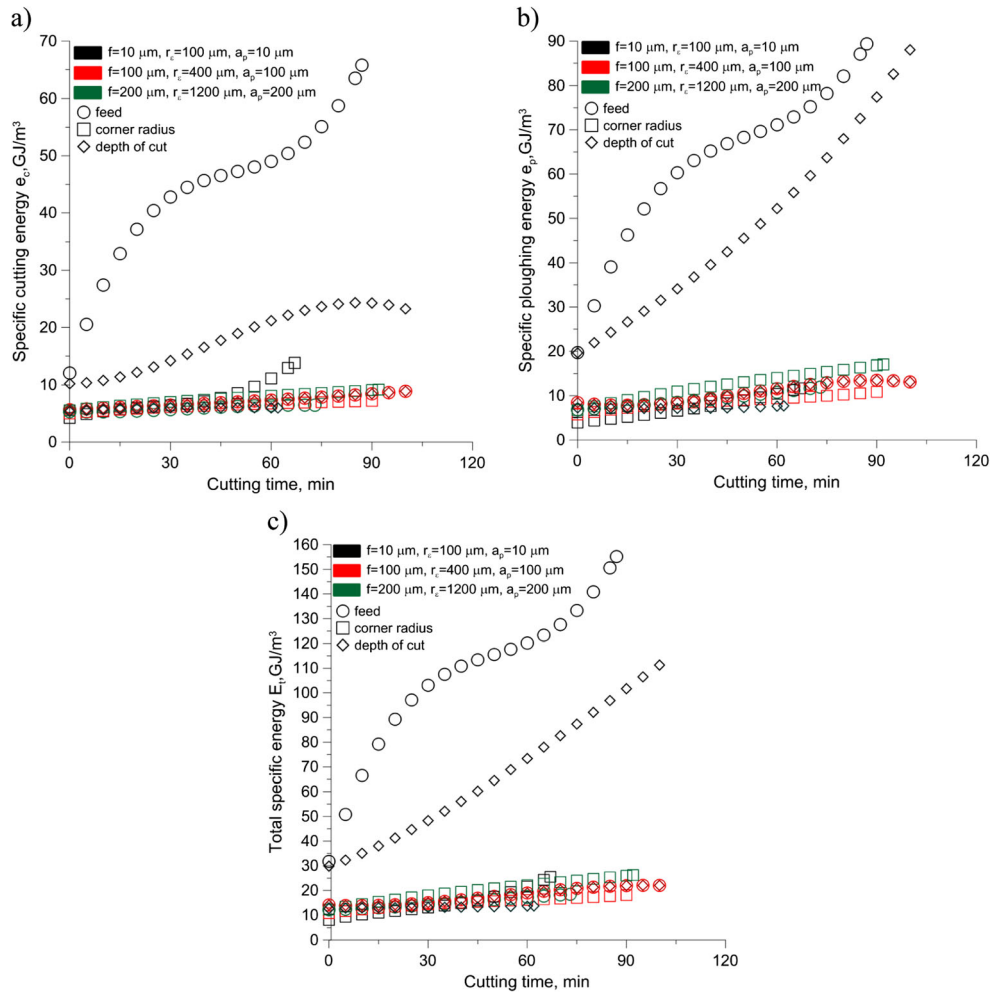 a)
f=10 μm, rε=100 μm, ap=10 μm
f=100 μm, rε=400 μm, ap=100 μm
f=200 μm, rε=1200 μm, ap=200 μm
feed
corner radius
depth of cut
Specific cutting energy ec,GJ/m³
70
60
50
40
30
20
10
0
0 30 60 90 120
Cutting time, min
b)
f=10 μm, rε=100 μm, ap=10 μm
f=100 μm, rε=400 μm, ap=100 μm
f=200 μm, rε=1200 μm, ap=200 μm
feed
corner radius
depth of cut
Specific ploughing energy ep,GJ/m³
90
80
70
60
50
40
30
20
10
0
0 30 60 90 120
Cutting time, min
c)
f=10 μm, rε=100 μm, ap=10 μm
f=100 μm, rε=400 μm, ap=100 μm
f=200 μm, rε=1200 μm, ap=200 μm
feed
corner radius
depth of cut
Total specific energy Et,GJ/m³
160
150
140
130
120
110
100
90
80
70
60
50
40
30
20
10
0
0 30 60 90 120
Cutting time, min